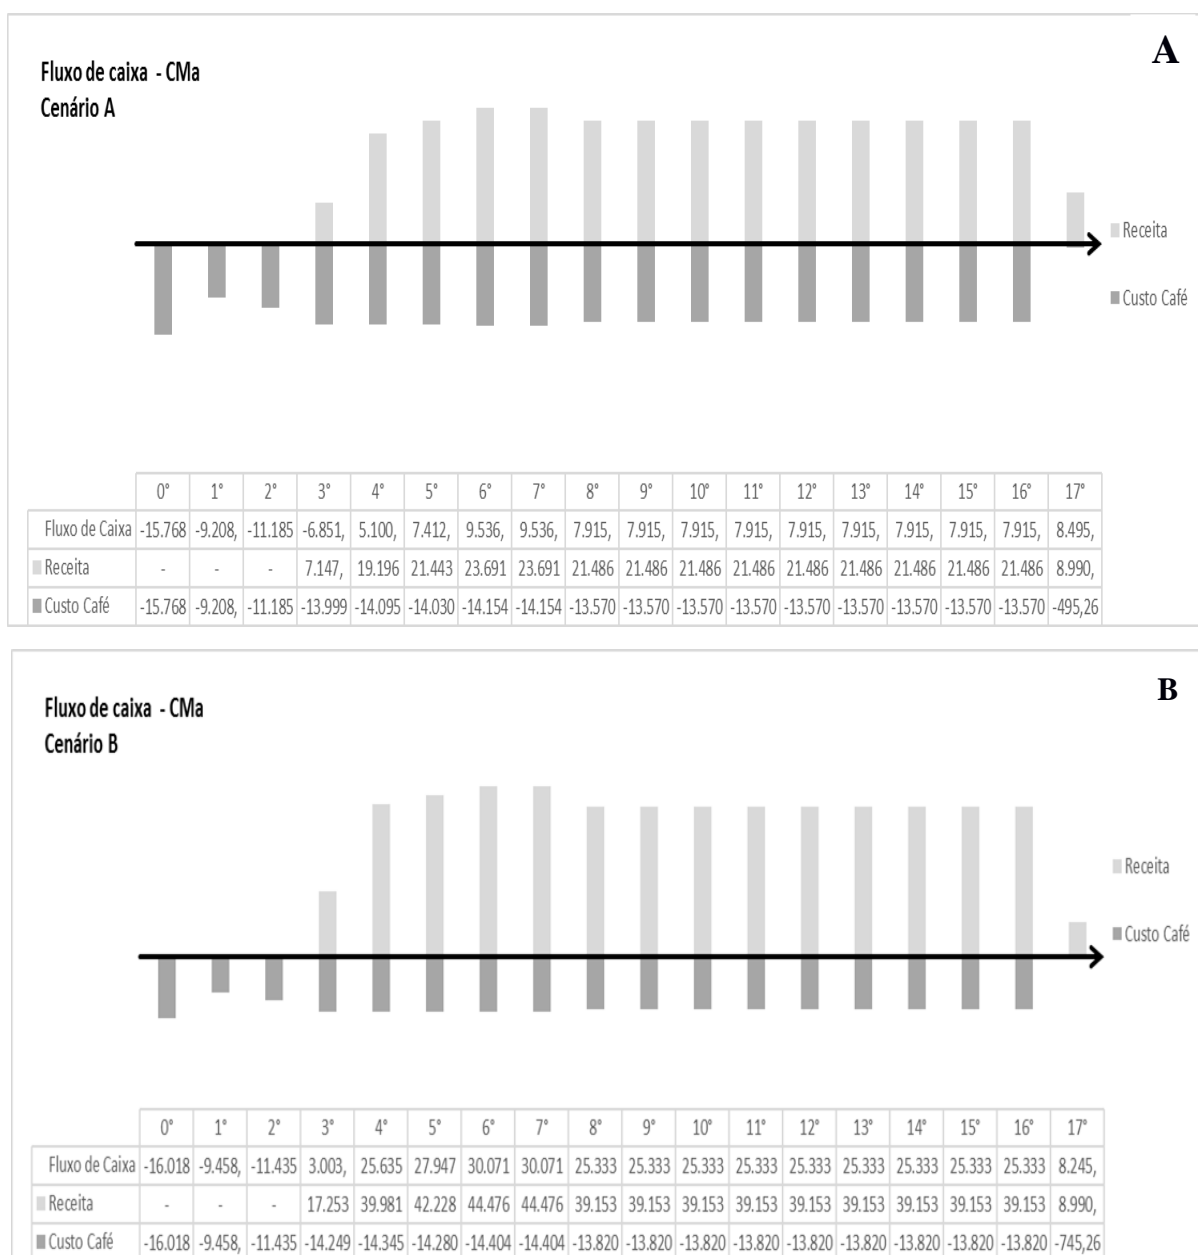 A
Fluxo de caixa - CMa
Cenário A
Receita
Custo Café
0° 1° 2° 3° 4° 5° 6° 7° 8° 9° 10° 11° 12° 13° 14° 15° 16° 17°
Fluxo de Caixa -15.768 -9.208, -11.185 -6.851, 5.100, 7.412, 9.536, 9.536, 7.915, 7.915, 7.915, 7.915, 7.915, 7.915, 7.915, 7.915, 7.915, 8.495,
Receita - - - 7.147, 19.196 21.443 23.691 23.691 21.486 21.486 21.486 21.486 21.486 21.486 21.486 21.486 21.486 8.990,
Custo Café -15.768 -9.208, -11.185 -13.999 -14.095 -14.030 -14.154 -14.154 -13.570 -13.570 -13.570 -13.570 -13.570 -13.570 -13.570 -13.570 -13.570 -495,26
B
Fluxo de caixa - CMa
Cenário B
Receita
Custo Café
0° 1° 2° 3° 4° 5° 6° 7° 8° 9° 10° 11° 12° 13° 14° 15° 16° 17°
Fluxo de Caixa -16.018 -9.458, -11.435 3.003, 25.635 27.947 30.071 30.071 25.333 25.333 25.333 25.333 25.333 25.333 25.333 25.333 25.333 8.245,
Receita - - - 17.253 39.981 42.228 44.476 44.476 39.153 39.153 39.153 39.153 39.153 39.153 39.153 39.153 39.153 8.990,
Custo Café -16.018 -9.458, -11.435 -14.249 -14.345 -14.280 -14.404 -14.404 -13.820 -13.820 -13.820 -13.820 -13.820 -13.820 -13.820 -13.820 -13.820 -745,26